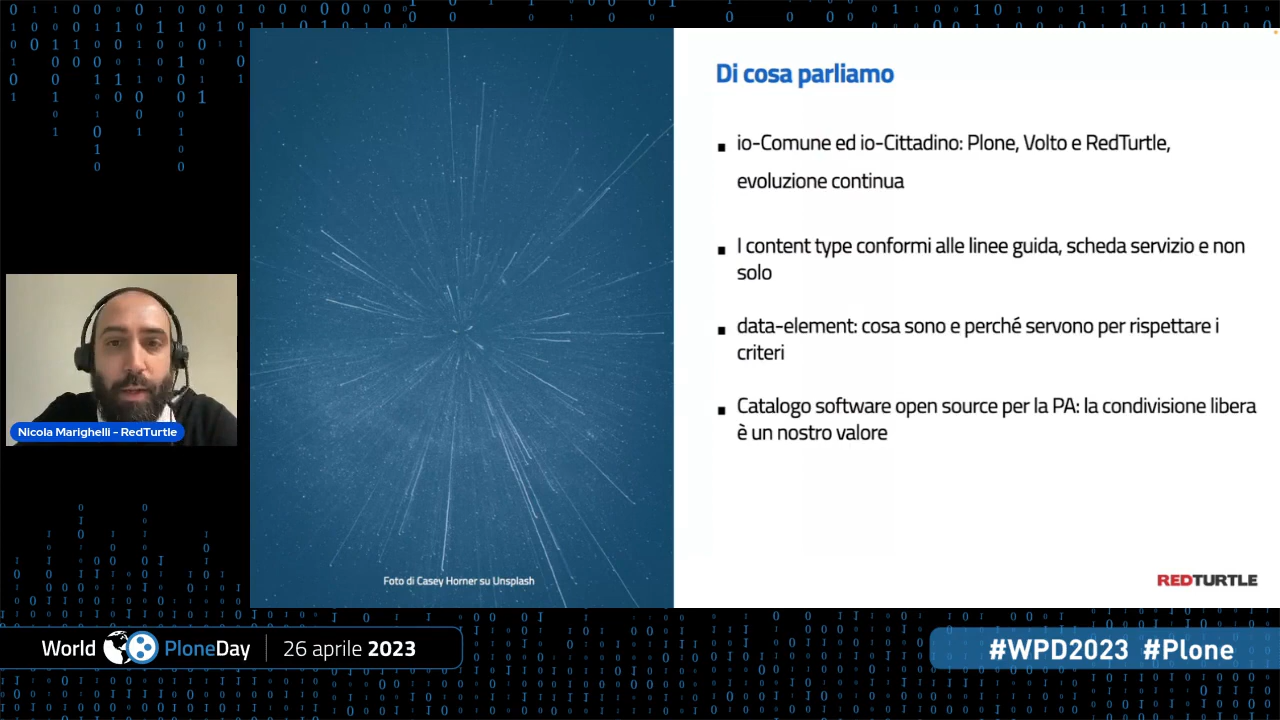 Di cosa parliamo
io-Comune ed io-Cittadino: Plone, Volto e RedTurtle,
evoluzione continua
I content type conformi alle linee guida, scheda servizio e non
solo
data-element: cosa sono e perché servono per rispettare i
criteri
Catalogo software open source per la PA: la condivisione libera
è un nostro valore
Nicola Marighelli - RedTurtle
Foto di Casey Horner su Unsplash
REDTURTLE
World PloneDay 26 aprile 2023
#WPD2023 #Plone